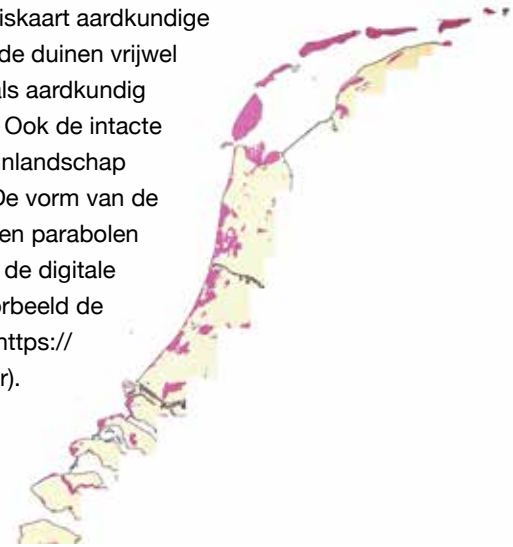 iskaart aardkundige
de duinen vrijwel
als aardkundig
Ook de intacte
nlandschap
De vorm van de
en parabolen
de digitale
rbeeld de
https://
r).